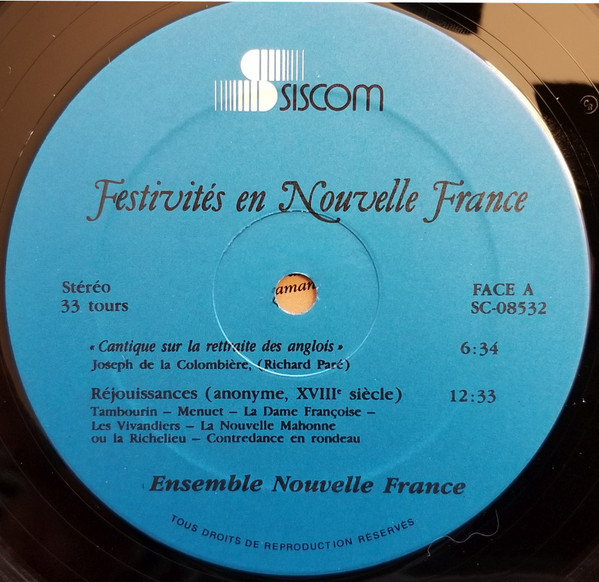 SISCOM
Festivités en Nouvelle France
Stéréo
33 tours
FACE A
SC-08532
« Cantique sur la rettraite des anglois » 6:34
Joseph de la Colombière, (Richard Paré)
Réjouissances (anonyme, XVIIIe siècle) 12:33
Tambourin – Menuet – La Dame Françoise –
Les Vivandiers – La Nouvelle Mahonne
ou la Richelieu – Contredance en rondeau
Ensemble Nouvelle France
TOUS DROITS DE REPRODUCTION RÉSERVÉS